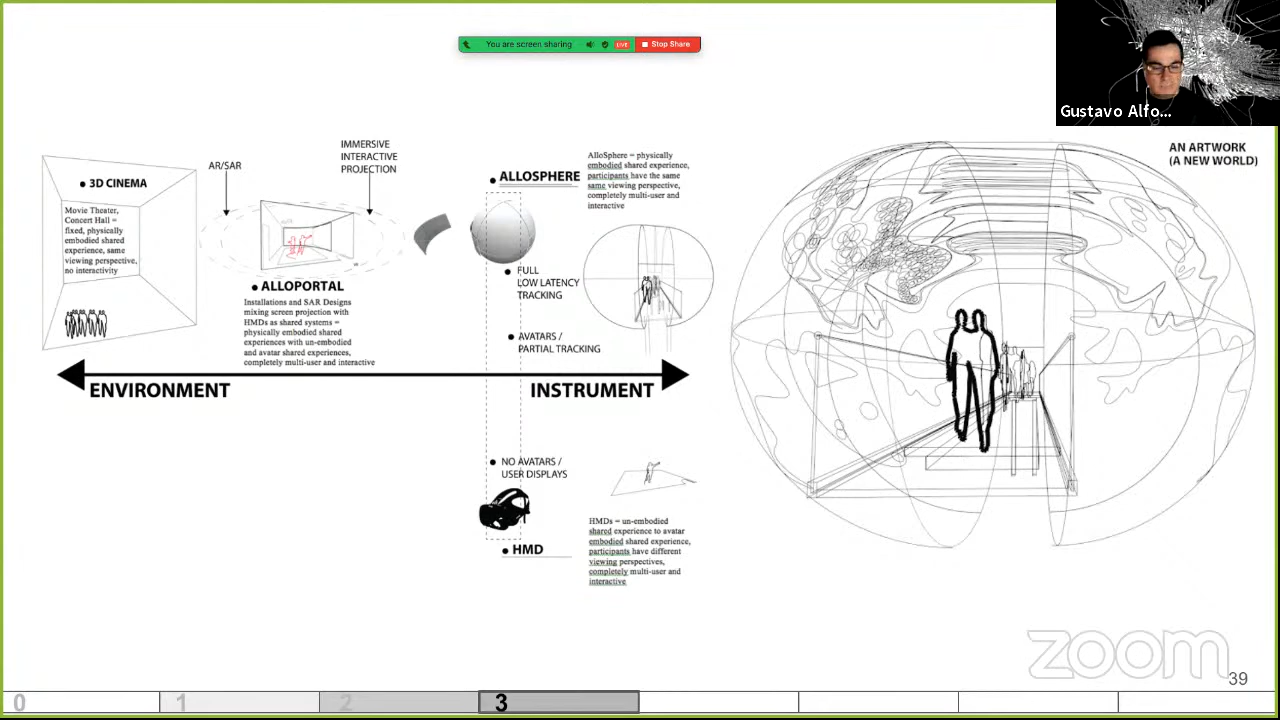 You are screen sharing
LIVE
Stop Share
Gustavo Alfo...
AN ARTWORK
(A NEW WORLD)
3D CINEMA
Movie Theater,
Concert Hall =
fixed, physically
embodied shared
experience, same
viewing perspective,
no interactivity
AR/SAR
IMMERSIVE
INTERACTIVE
PROJECTION
ALLOPORTAL
Installations and SAR Designs
mixing screen projection with
HMDs as shared systems =
physically embodied shared
experiences with un-embodied
and avatar shared experiences,
completely multi-user and interactive
ALLOSPHERE
AlloSphere = physically
embodied shared experience,
participants have the same
same viewing perspective,
completely multi-user and
interactive
FULL
LOW LATENCY
TRACKING
AVATARS /
PARTIAL TRACKING
ENVIRONMENT
INSTRUMENT
NO AVATARS /
USER DISPLAYS
HMD
HMDs = un-embodied
shared experience to avatar
embodied shared experience,
participants have different
viewing perspectives,
completely multi-user and
interactive
zoom
39
0
1
2
3